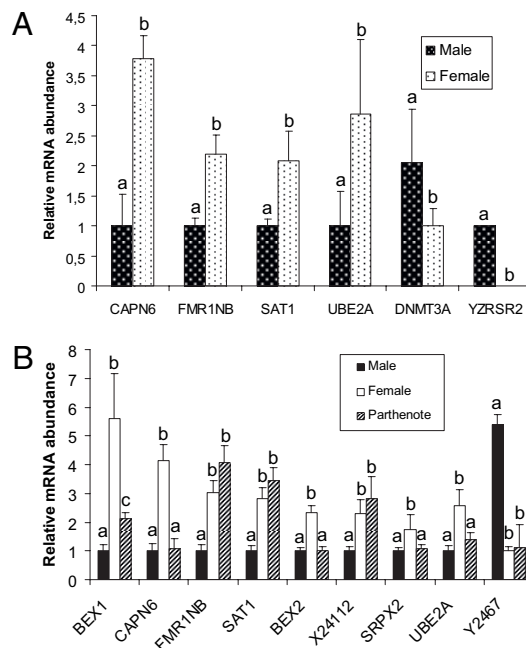 A
Relative mRNA abundance
4,5
4
3,5
3
2,5
2
1,5
1
0,5
0
Male
Female
a b a b a b a b a b a b
CAPN6 FMR1NB SAT1 UBE2A DNMT3A YZRSR2
B
Relative mRNA abundance
8
7
6
5
4
3
2
1
0
Male
Female
Parthenote
a b c a b a a b b a b b a b a a b b a b a a b a a b b
BEX1 CAPN6 FMR1NB SAT1 BEX2 X24112 SRPX2 UBE2A Y2467